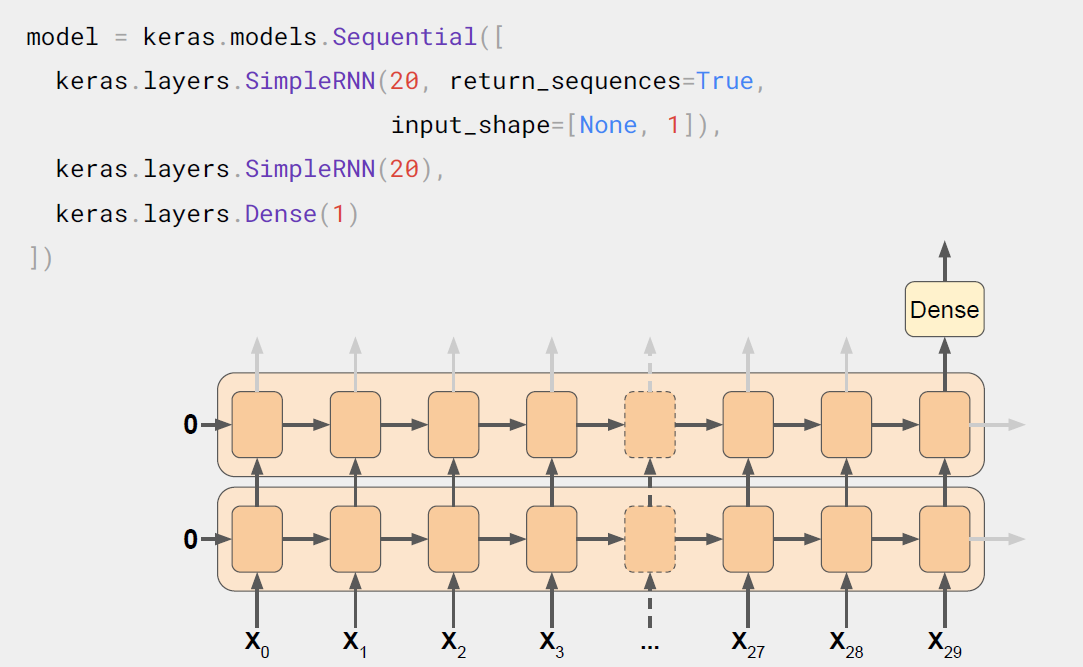 model = keras.models.Sequential([
  keras.layers.SimpleRNN(20, return_sequences=True,
                         input_shape=[None, 1]),
  keras.layers.SimpleRNN(20),
  keras.layers.Dense(1)
])
Dense
0
0
X0 X1 X2 X3 ... X27 X28 X29